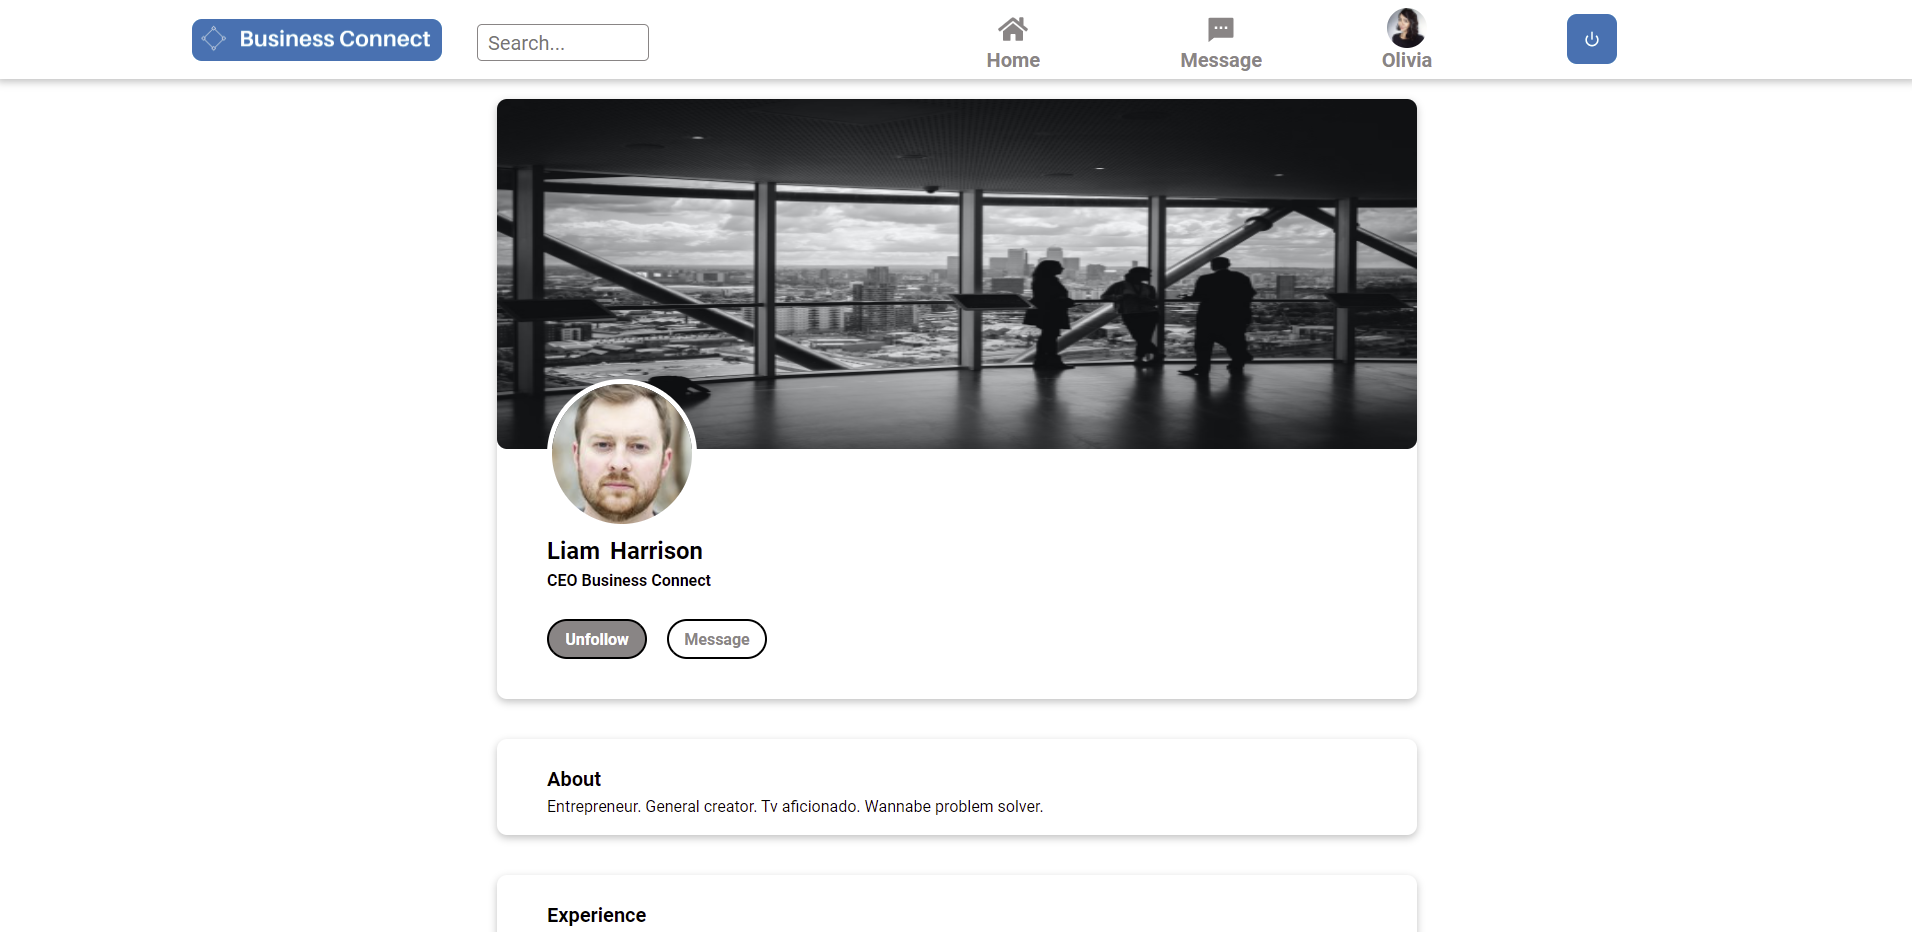 Business Connect
Search...
Home
Message
Olivia
Liam Harrison
CEO Business Connect
Unfollow
Message
About
Entrepreneur. General creator. Tv aficionado. Wannabe problem solver.
Experience